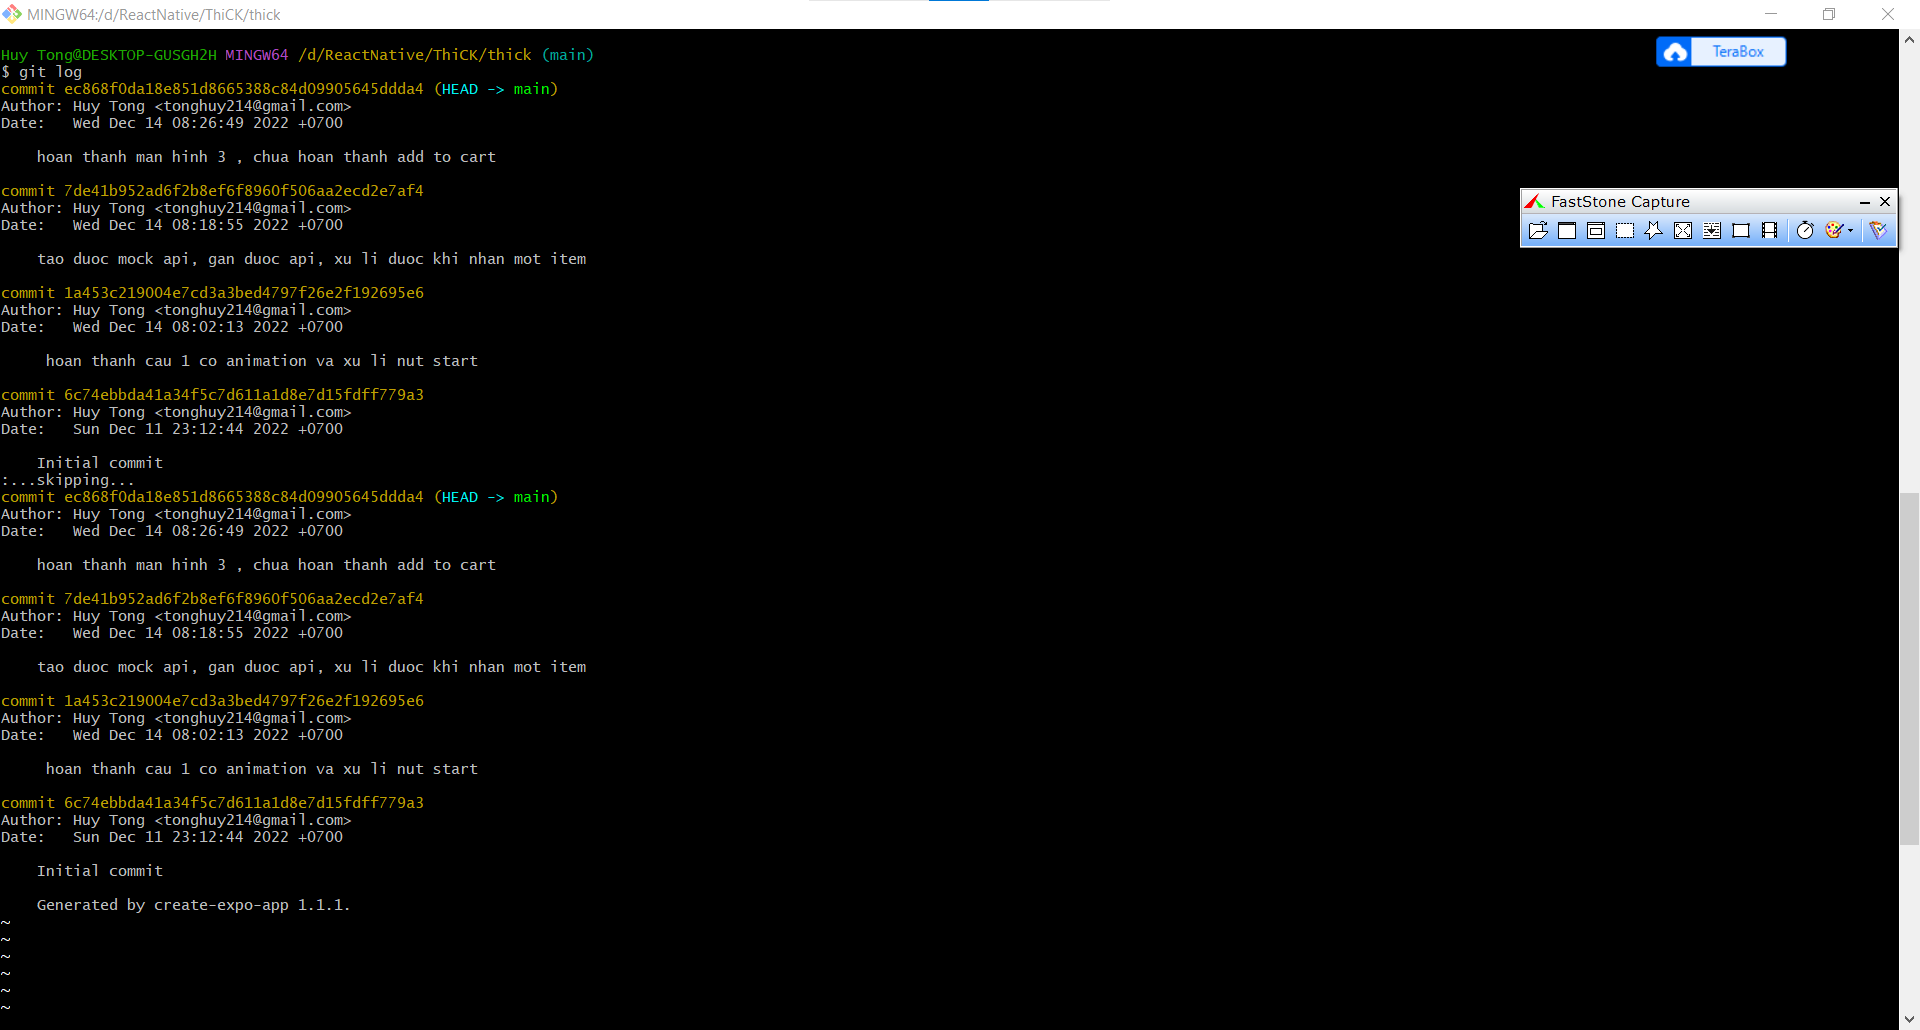 MINGW64:/d/ReactNative/ThiCK/thick
Huy Tong@DESKTOP-GUSGH2H MINGW64 /d/ReactNative/ThiCK/thick (main)
TeraBox
$ git log
commit ec868f0da18e851d8665388c84d09905645ddda4 (HEAD -> main)
Author: Huy Tong <tonghuy214@gmail.com>
Date:   Wed Dec 14 08:26:49 2022 +0700
    hoan thanh man hinh 3 , chua hoan thanh add to cart
commit 7de41b952ad6f2b8ef6f8960f506aa2ecd2e7af4
Author: Huy Tong <tonghuy214@gmail.com>
FastStone Capture
Date:   Wed Dec 14 08:18:55 2022 +0700
    tao duoc mock api, gan duoc api, xu li duoc khi nhan mot item
commit 1a453c219004e7cd3a3bed4797f26e2f192695e6
Author: Huy Tong <tonghuy214@gmail.com>
Date:   Wed Dec 14 08:02:13 2022 +0700
     hoan thanh cau 1 co animation va xu li nut start
commit 6c74ebbda41a34f5c7d611a1d8e7d15fdff779a3
Author: Huy Tong <tonghuy214@gmail.com>
Date:   Sun Dec 11 23:12:44 2022 +0700
    Initial commit
:...skipping...
commit ec868f0da18e851d8665388c84d09905645ddda4 (HEAD -> main)
Author: Huy Tong <tonghuy214@gmail.com>
Date:   Wed Dec 14 08:26:49 2022 +0700
    hoan thanh man hinh 3 , chua hoan thanh add to cart
commit 7de41b952ad6f2b8ef6f8960f506aa2ecd2e7af4
Author: Huy Tong <tonghuy214@gmail.com>
Date:   Wed Dec 14 08:18:55 2022 +0700
    tao duoc mock api, gan duoc api, xu li duoc khi nhan mot item
commit 1a453c219004e7cd3a3bed4797f26e2f192695e6
Author: Huy Tong <tonghuy214@gmail.com>
Date:   Wed Dec 14 08:02:13 2022 +0700
     hoan thanh cau 1 co animation va xu li nut start
commit 6c74ebbda41a34f5c7d611a1d8e7d15fdff779a3
Author: Huy Tong <tonghuy214@gmail.com>
Date:   Sun Dec 11 23:12:44 2022 +0700
    Initial commit
    Generated by create-expo-app 1.1.1.
~
~
~
~
~
~